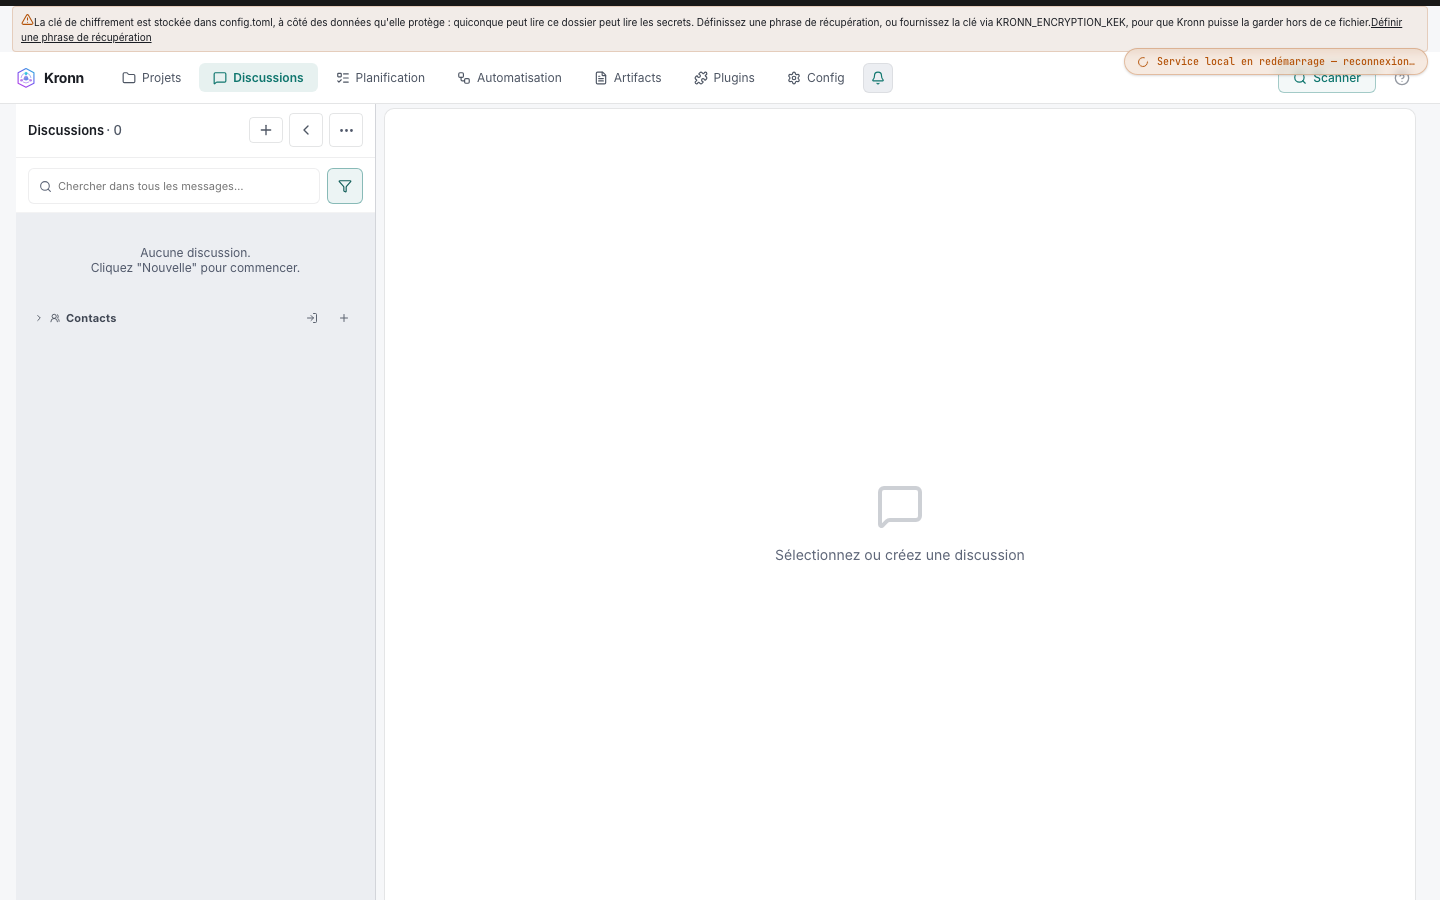 La clé de chiffrement est stockée dans config.toml, à côté des données qu'elle protège : quiconque peut lire ce dossier peut lire les secrets. Définissez une phrase de récupération, ou fournissez la clé via KRONN_ENCRYPTION_KEK, pour que Kronn puisse la garder hors de ce fichier.Définir
une phrase de récupération
Service local en redémarrage — reconnexion…
Kronn
Projets
Discussions
Planification
Automatisation
Artifacts
Plugins
Config
Scanner
Discussions · 0
Chercher dans tous les messages...
Aucune discussion.
Cliquez "Nouvelle" pour commencer.
Contacts
Sélectionnez ou créez une discussion